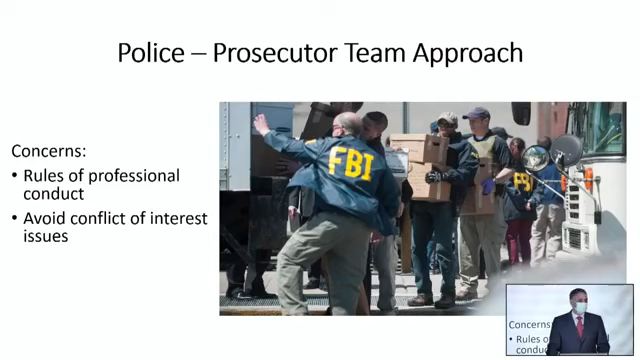 Police – Prosecutor Team Approach
Concerns:
• Rules of professional
conduct
• Avoid conflict of interest
issues
FBI
FBI
Concerns
• Rules o
conduc